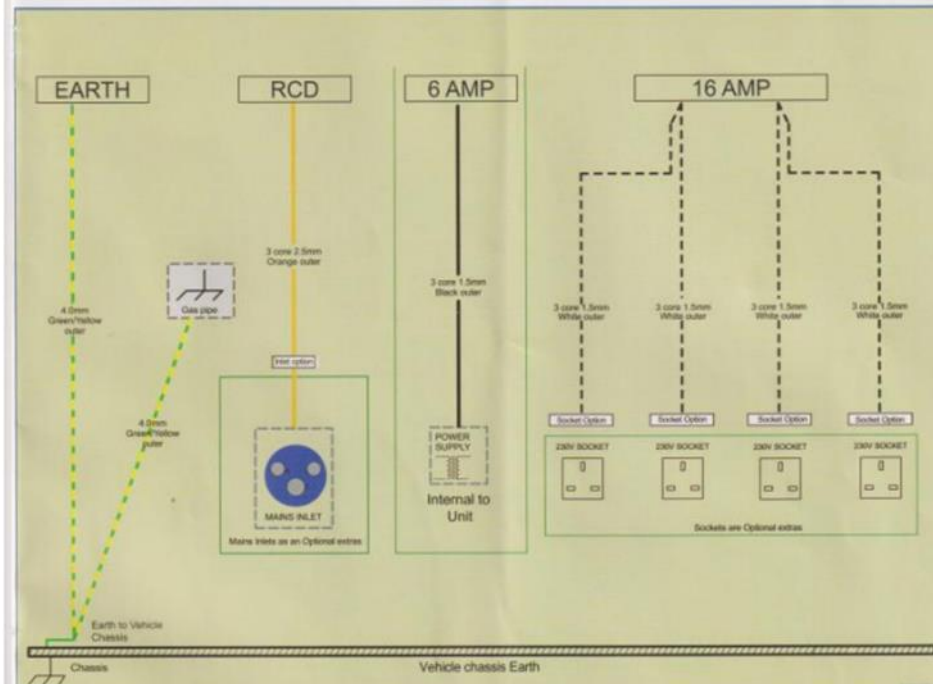 EARTH
RCD
6 AMP
16 AMP
3 core 2.5mm
Orange outer
Gas pipe
4.0mm
Green/Yellow
outer
3 core 1.5mm
Black outer
3 core 1.5mm
White outer
3 core 1.5mm
White outer
3 core 1.5mm
White outer
3 core 1.5mm
White outer
Inlet option
4.0mm
Green/Yellow
outer
Socket Option
Socket Option
Socket Option
Socket Option
POWER
SUPPLY
230V SOCKET
230V SOCKET
230V SOCKET
230V SOCKET
Internal to
Unit
MAINS INLET
Mains Inlets as an Optional extras
Sockets are Optional extras
Earth to Vehicle
Chassis
Chassis
Vehicle chassis Earth